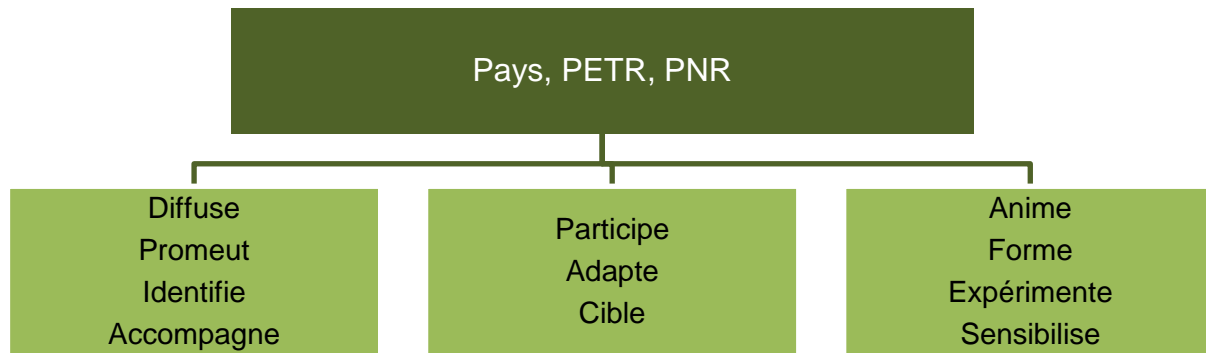 Pays, PETR, PNR
Diffuse
Promeut
Identifie
Accompagne
Participe
Adapte
Cible
Anime
Forme
Expérimente
Sensibilise